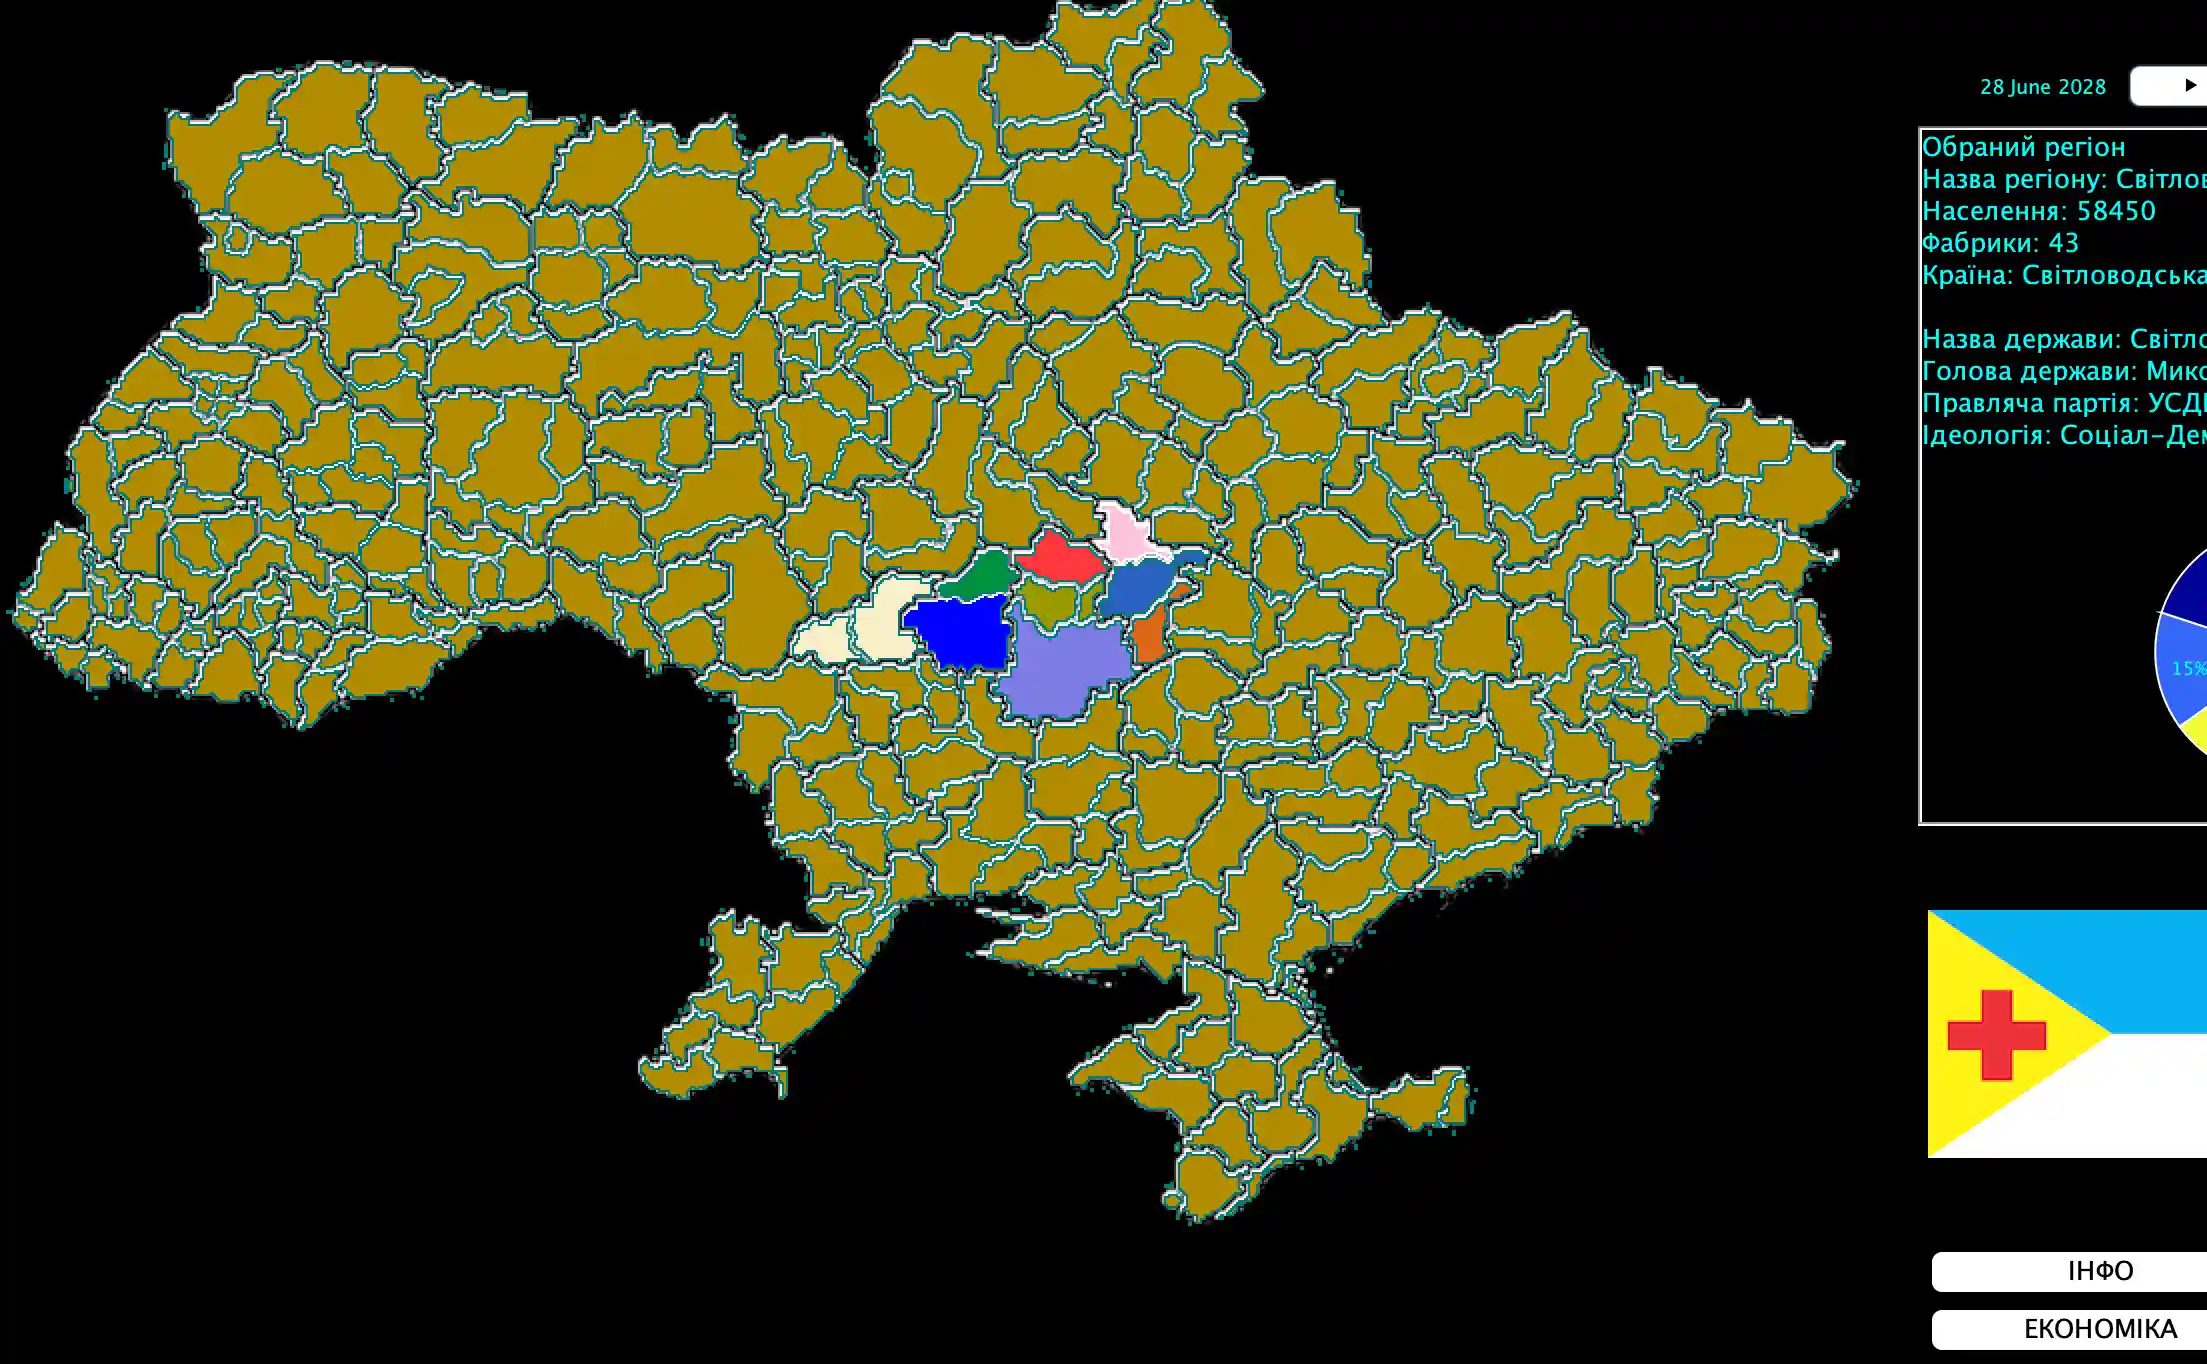 28 June 2028
Обраний регіон
Назва регіону: Світлов
Населення: 58450
Фабрики: 43
Країна: Світловодська
Назва держави: Світло
Голова держави: Мико
Правляча партія: УСД
Ідеологія: Соціал-Дем
15%
ІНФО
ЕКОНОМІКА